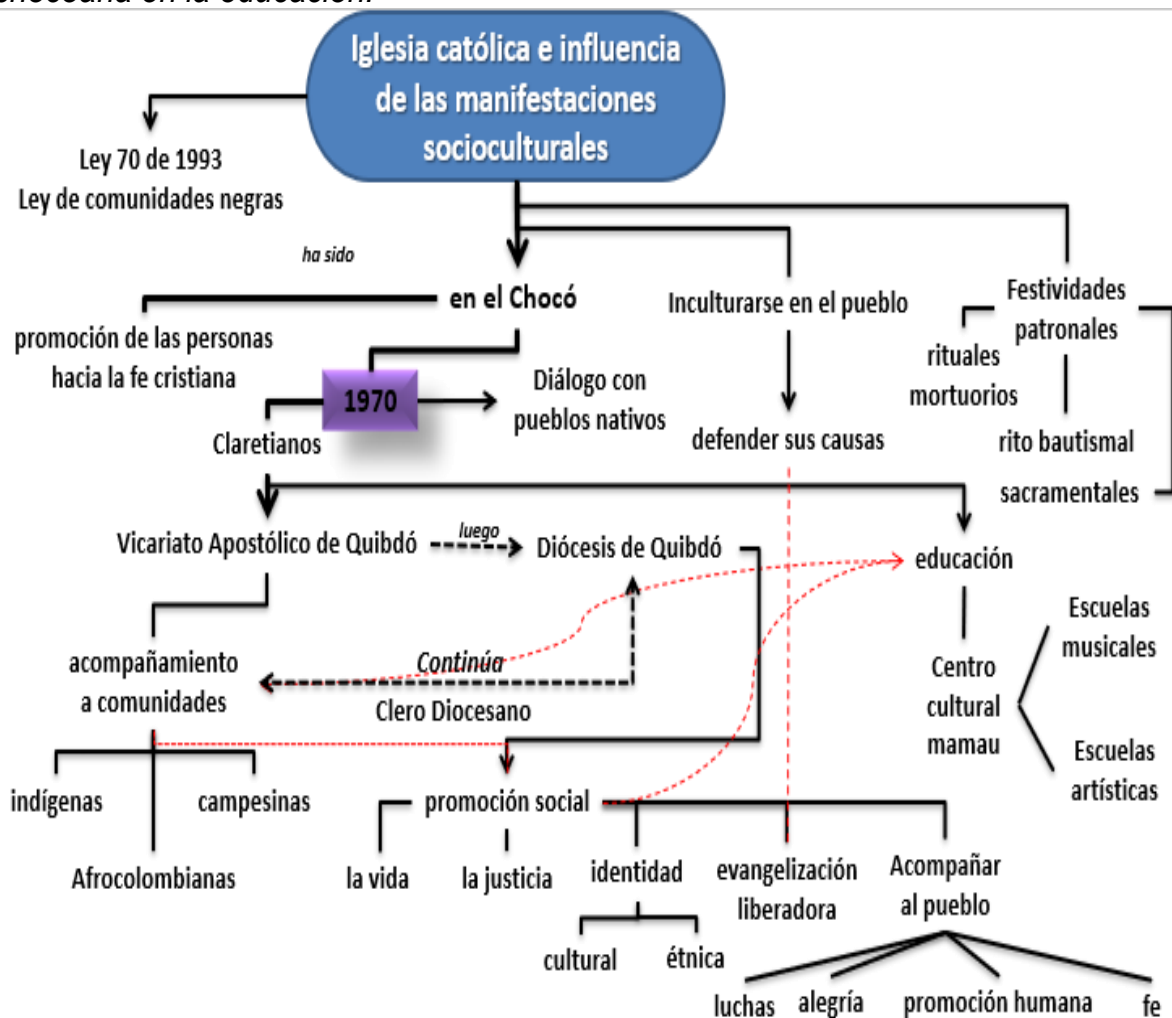 chocoana en la educación.
Iglesia católica e influencia
de las manifestaciones
socioculturales
Ley 70 de 1993
Ley de comunidades negras
ha sido
en el Chocó
promoción de las personas
hacia la fe cristiana
1970
Diálogo con
pueblos nativos
Claretianos
Inculturarse en el pueblo
defender sus causas
Festividades
patronales
rituales
mortuorios
rito bautismal
sacramentales
Vicariato Apostólico de Quibdó
luego
Diócesis de Quibdó
educación
acompañamiento
a comunidades
Continúa
Clero Diocesano
Centro
cultural
mamau
Escuelas
musicales
Escuelas
artísticas
indígenas
campesinas
Afrocolombianas
promoción social
la vida
la justicia
identidad
cultural
étnica
evangelización
liberadora
Acompañar
al pueblo
luchas
alegría
promoción humana
fe